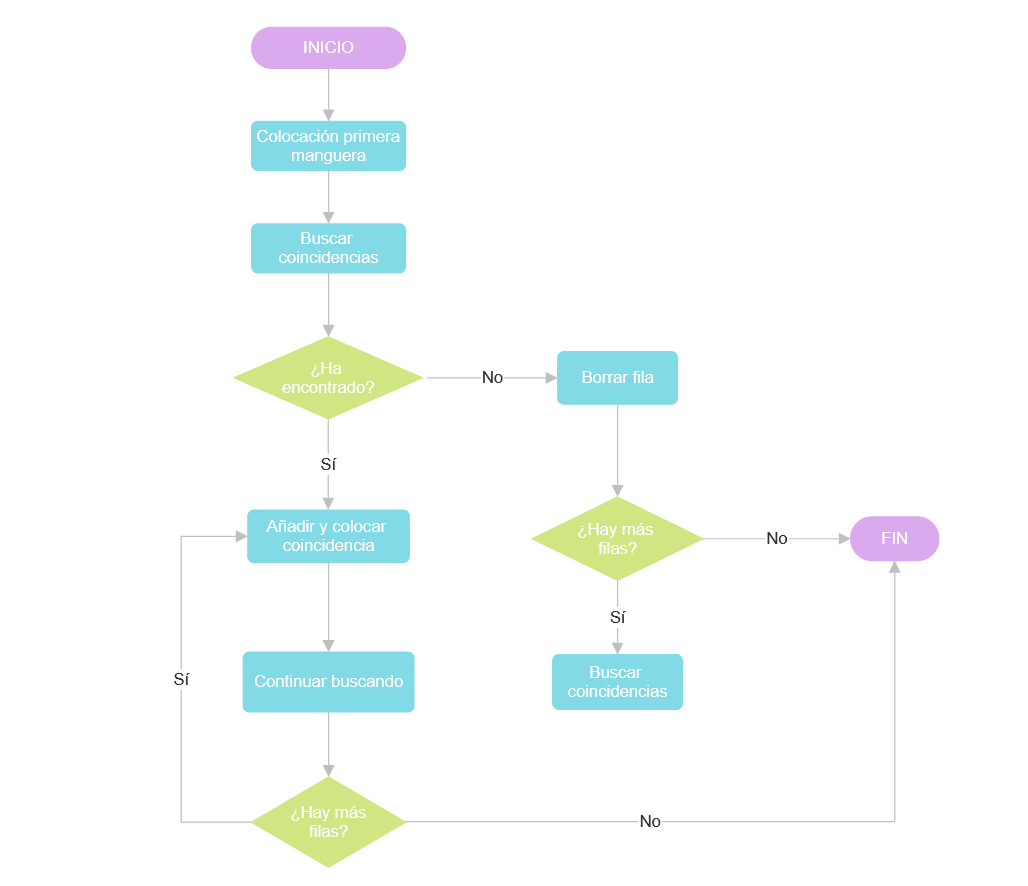 INICIO
Colocación primera
manguera
Buscar
coincidencias
¿Ha
encontrado?
No
Borrar fila
Sí
Añadir y colocar
coincidencia
¿Hay más
filas?
No
FIN
Sí
Buscar
coincidencias
Continuar buscando
Sí
¿Hay más
filas?
No